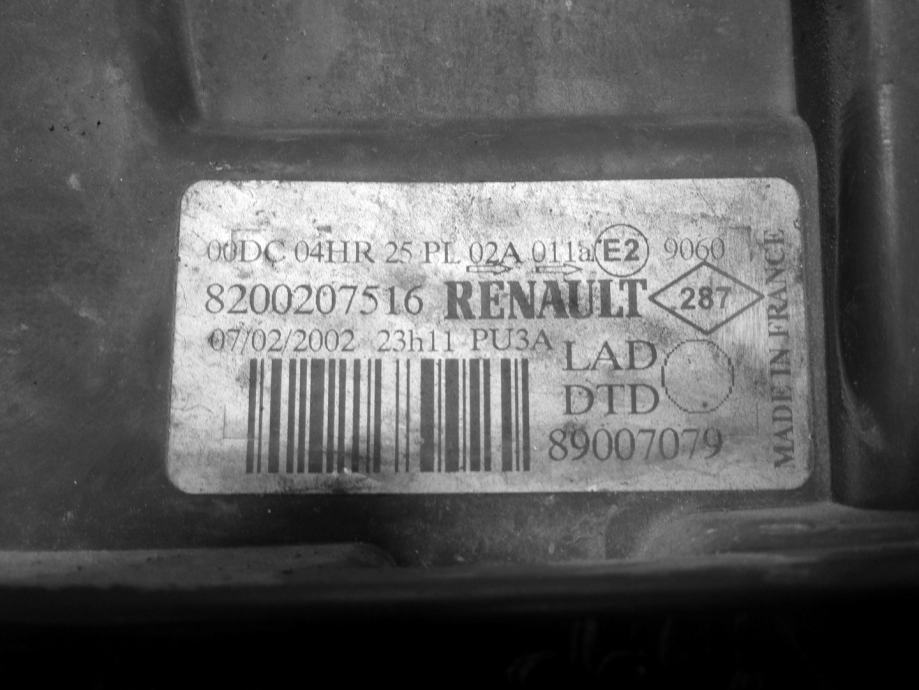 00DC 04HR 25 PL 02A 011a E2 9060
8200207516 RENAULT 287
07/02/2002 23h11 PU3A
LAD
DTD
89007079
MADE IN FRANCE